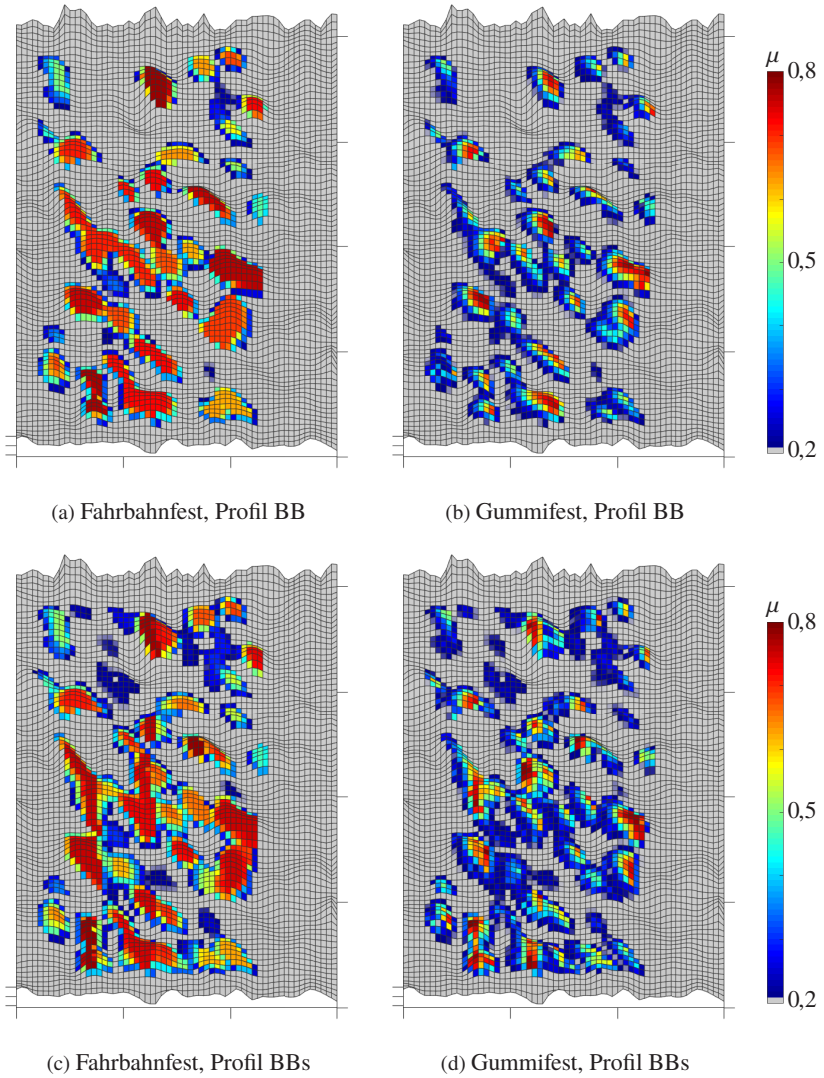 μ
0,8
0,5
0,2
(a) Fahrbahnfest, Profil BB
(b) Gummifest, Profil BB
μ
0,8
0,5
0,2
(c) Fahrbahnfest, Profil BBs
(d) Gummifest, Profil BBs